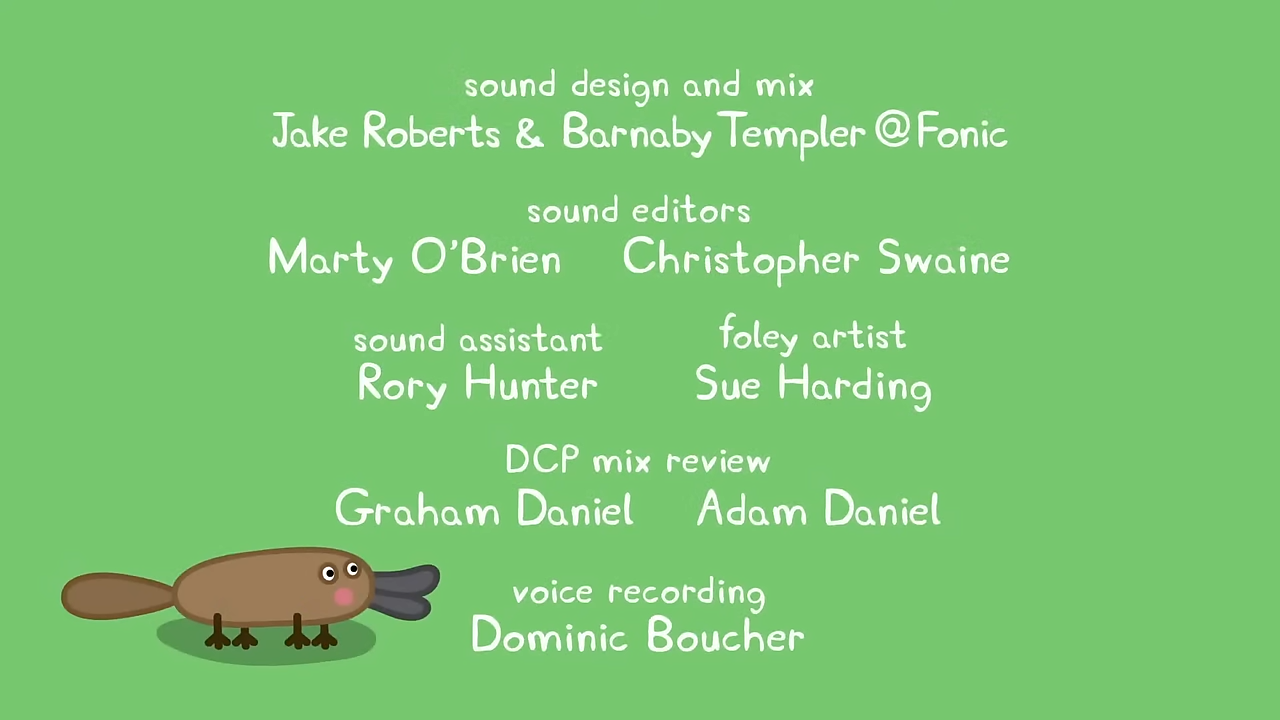 sound design and mix
Jake Roberts & Barnaby Templer @Fonic
sound editors
Marty O'Brien Christopher Swaine
sound assistant foley artist
Rory Hunter Sue Harding
DCP mix review
Graham Daniel Adam Daniel
voice recording
Dominic Boucher